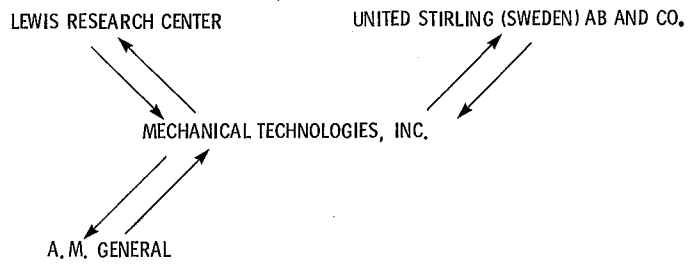 LEWIS RESEARCH CENTER
UNITED STIRLING (SWEDEN) AB AND CO.
MECHANICAL TECHNOLOGIES, INC.
A. M. GENERAL